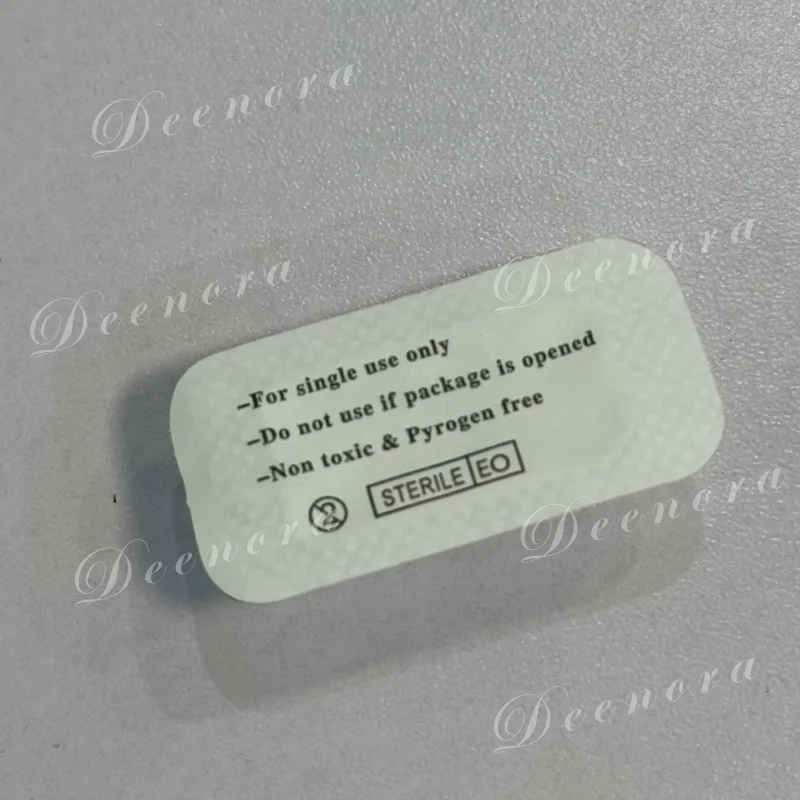 Deenora
Deenora
Deenora
–For single use only
–Do not use if package is opened
–Non toxic & Pyrogen free
2 STERILE EO
Deenora
Deenora
Deenora